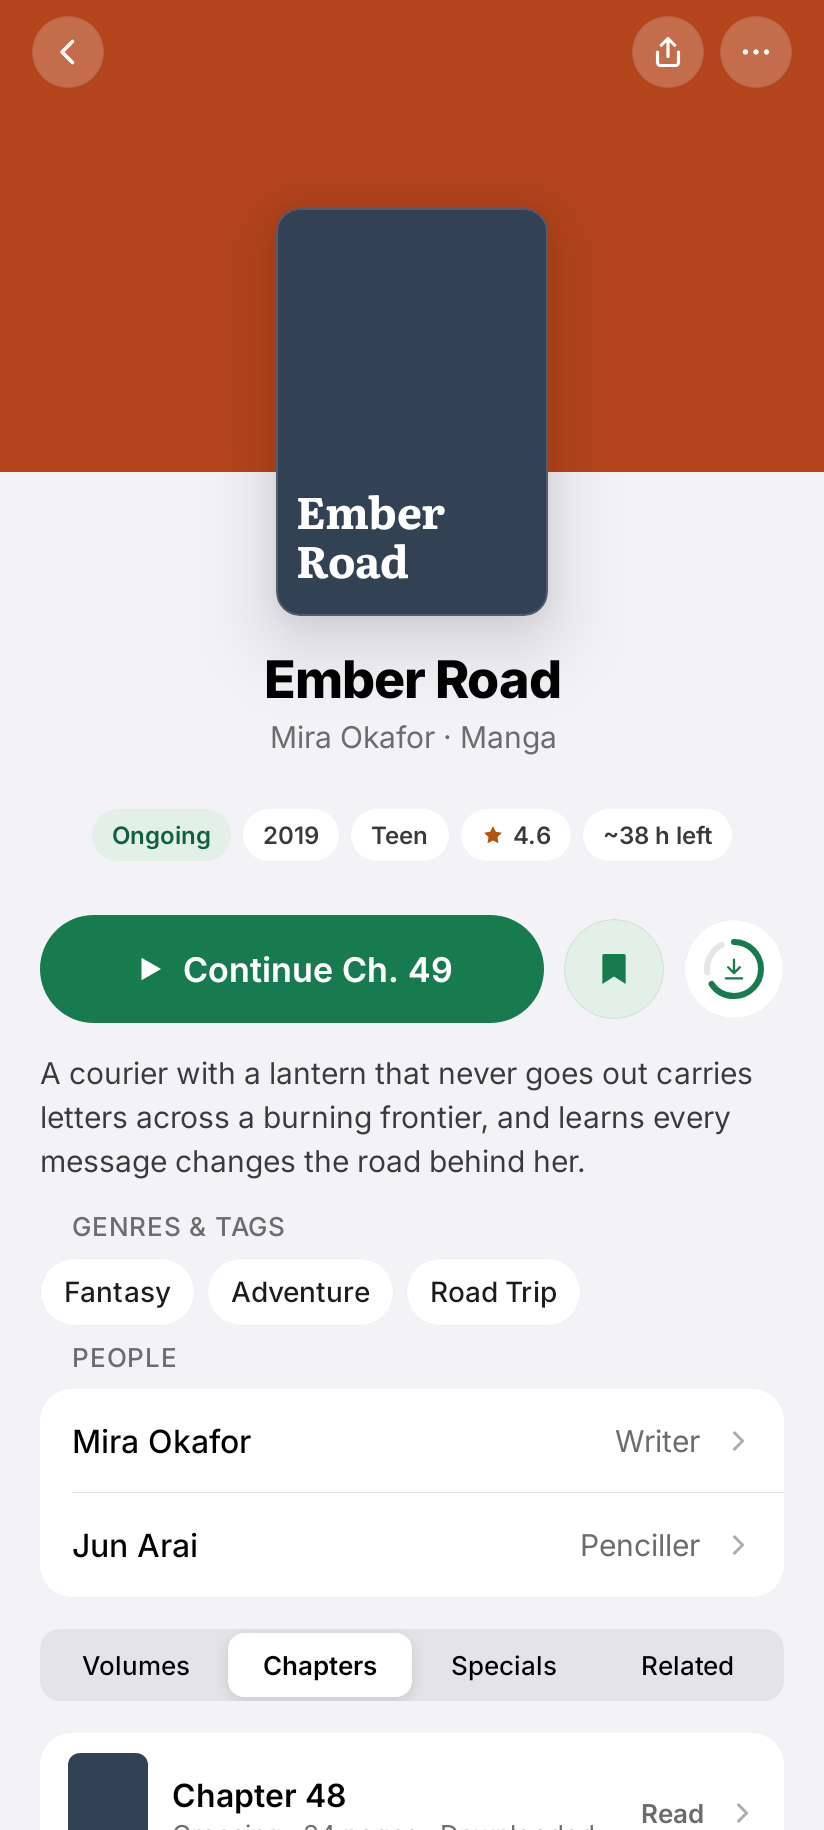 Ember
Road
Ember Road
Mira Okafor · Manga
Ongoing 2019 Teen ★ 4.6 ~38 h left
Continue Ch. 49
A courier with a lantern that never goes out carries
letters across a burning frontier, and learns every
message changes the road behind her.
GENRES & TAGS
Fantasy Adventure Road Trip
PEOPLE
Mira Okafor Writer
Jun Arai Penciller
Volumes Chapters Specials Related
Chapter 48
Read